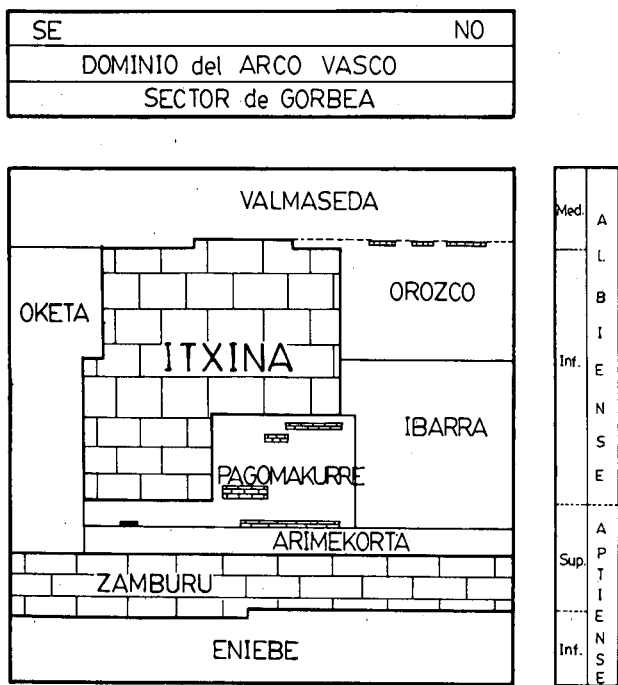 SE NO
DOMINIO del ARCO VASCO
SECTOR de GORBEA
VALMASEDA
OKETA
OROZCO
ITXINA
IBARRA
PAGOMAKURRE
ARIMEKORTA
ZAMBURU
ENIEBE
Med.
Inf.
Sup.
Inf.
ALBIENSE
APTIENSE